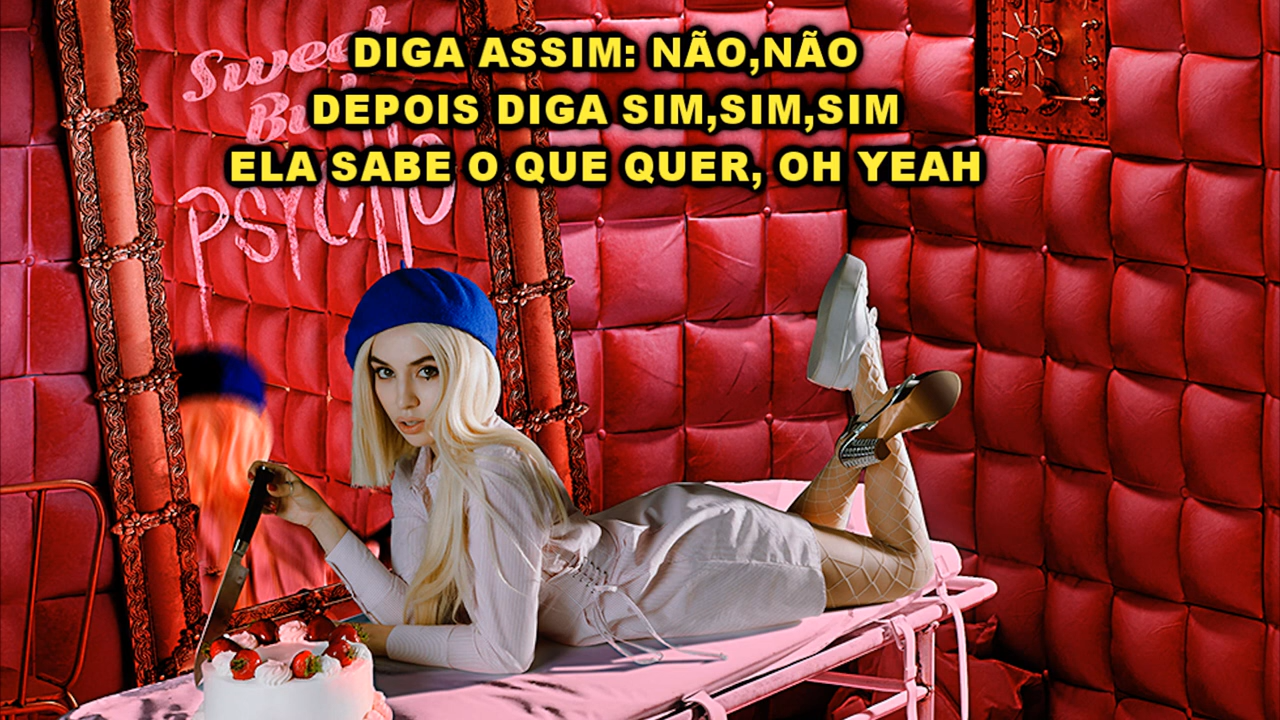 DIGA ASSIM: NÃO,NÃO
DEPOIS DIGA SIM,SIM,SIM
ELA SABE O QUE QUER, OH YEAH
Sweet
PSYCHO